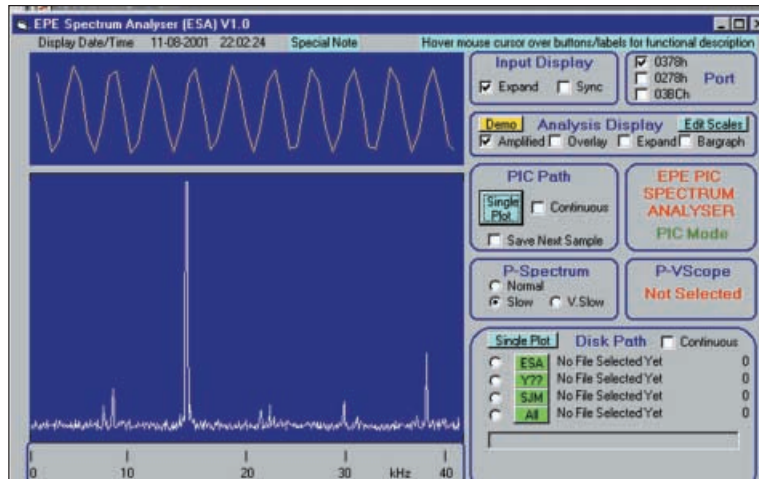 EPE Spectrum Analyser (ESA) V1.0
Display Date/Time 11-08-2001 22:02:24 Special Note Hover mouse cursor over buttons/labels for functional description
Input Display
Expand Sync
0378h
0278h
03BCh
Port
Demo Analysis Display Edit Scales
Amplified Overlay Expand Bargraph
PIC Path
Single
Plot
Continuous
Save Next Sample
EPE PIC
SPECTRUM
ANALYSER
PIC Mode
P-Spectrum
Normal
Slow V.Slow
P-VScope
Not Selected
Single Plot Disk Path Continuous
ESA No File Selected Yet 0
Y?? No File Selected Yet 0
SJM No File Selected Yet 0
All No File Selected Yet 0
0 10 20 30 kHz 40